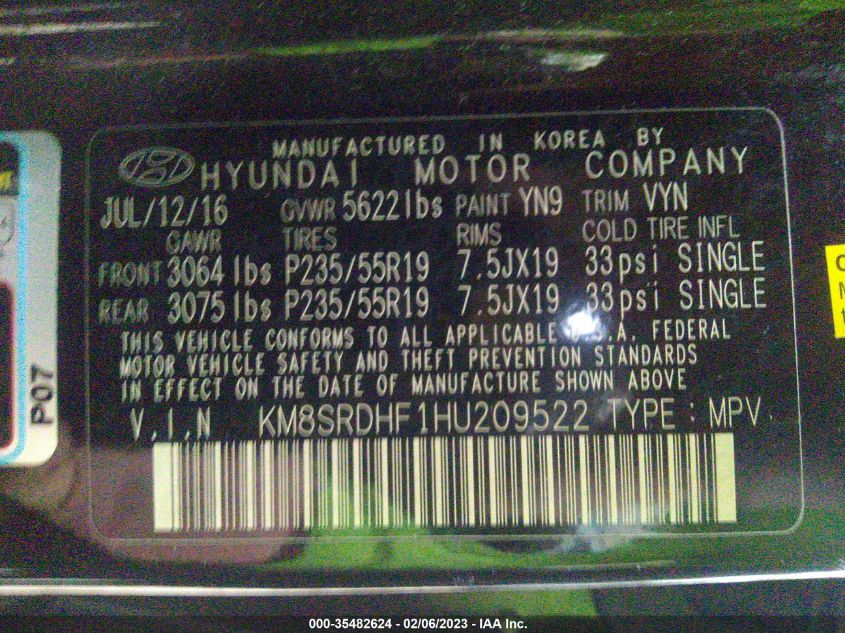 MANUFACTURED IN KOREA BY
HYUNDAI MOTOR COMPANY
JUL/12/16 GVWR 5622lbs PAINT YN9 TRIM VYN
GAWR TIRES RIMS COLD TIRE INFL
FRONT 3064lbs P235/55R19 7.5JX19 33psi SINGLE
REAR 3075lbs P235/55R19 7.5JX19 33psi SINGLE
THIS VEHICLE CONFORMS TO ALL APPLICABLE U.S.A. FEDERAL
MOTOR VEHICLE SAFETY AND THEFT PREVENTION STANDARDS
IN EFFECT ON THE DATE OF MANUFACTURE SHOWN ABOVE
V.I.N KM8SRDHF1HU209522 TYPE : MPV
P07
000-35482624 - 02/06/2023 - IAA Inc.